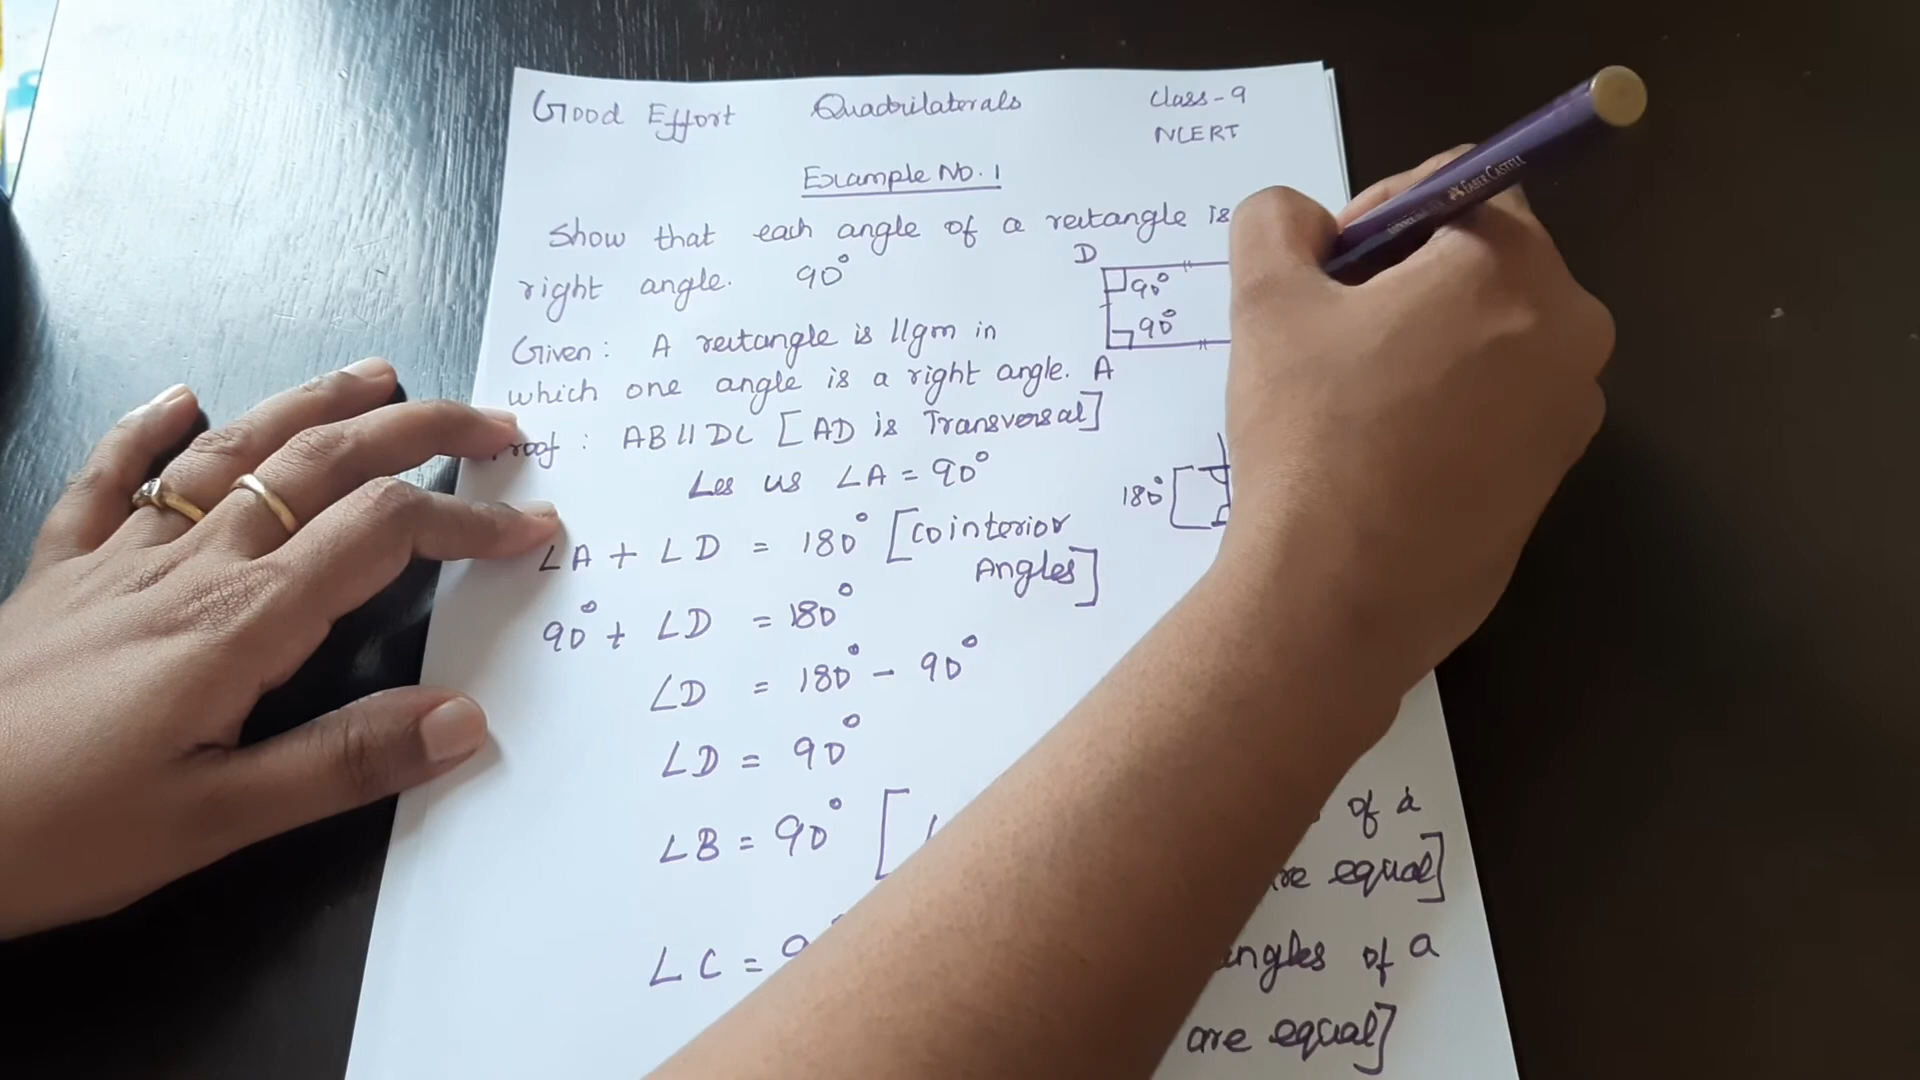 Good Effort Quadrilaterals Class-9
NCERT
Example No. 1
Show that each angle of a rectangle is
right angle. 90°
D
90°
90°
Given: A rectangle is llgm in
which one angle is a right angle. A
Proof: AB ll DC [AD is Transversal]
Les us ∠A = 90°
180°
∠A + ∠D = 180° [cointerior
Angles]
90° + ∠D = 180°
∠D = 180° - 90°
∠D = 90°
∠B = 90° [ of a
are equal]
∠C = angles of a
are equal]
FABER CASTELL